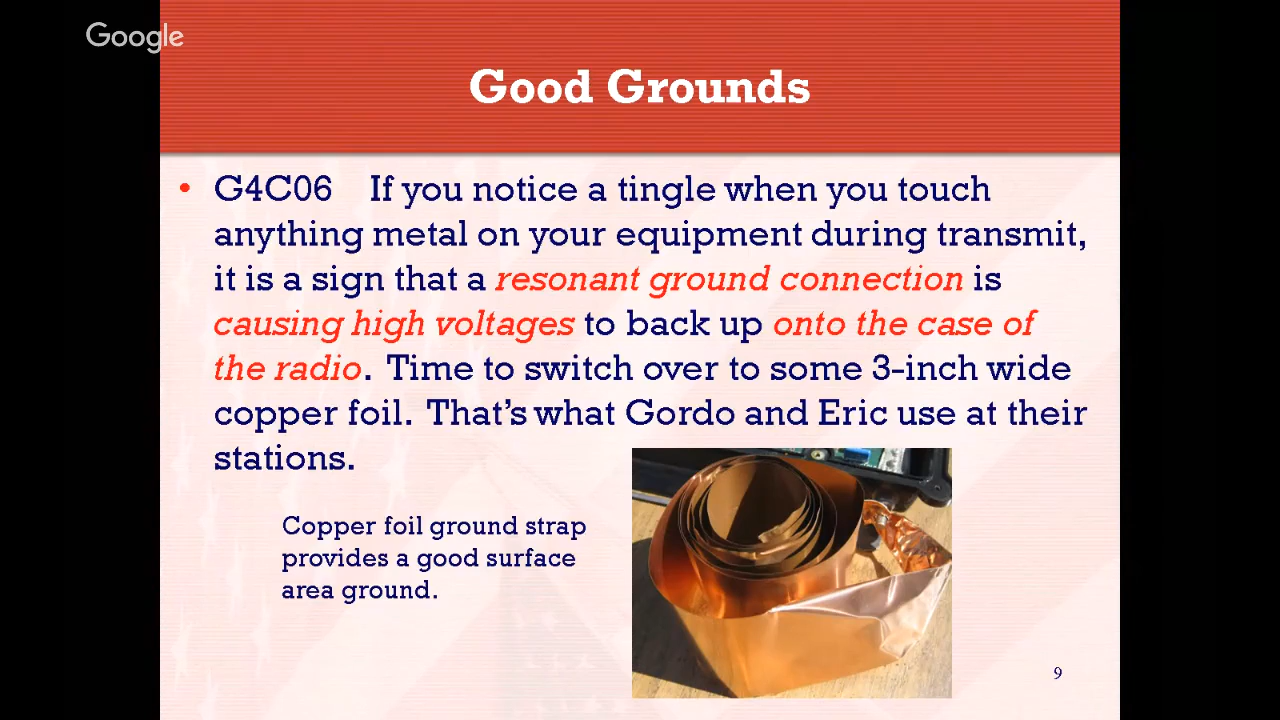 Google
Good Grounds
• G4C06 If you notice a tingle when you touch
anything metal on your equipment during transmit,
it is a sign that a resonant ground connection is
causing high voltages to back up onto the case of
the radio. Time to switch over to some 3-inch wide
copper foil. That's what Gordo and Eric use at their
stations.
Copper foil ground strap
provides a good surface
area ground.
9